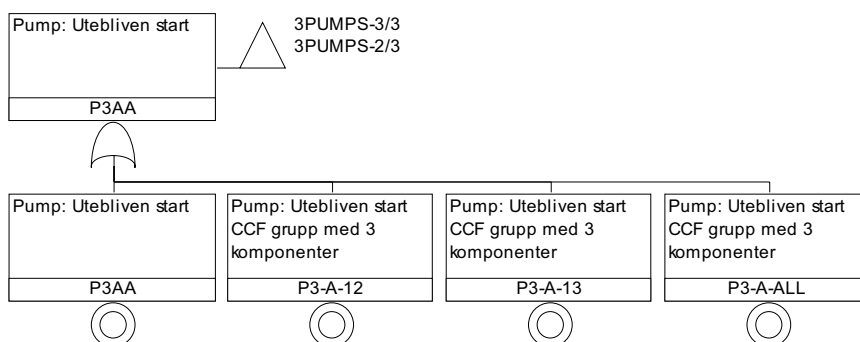 Pump: Utebliven start
P3AA
3PUMPS-3/3
3PUMPS-2/3
Pump: Utebliven start
P3AA
Pump: Utebliven start
CCF grupp med 3
komponenter
P3-A-12
Pump: Utebliven start
CCF grupp med 3
komponenter
P3-A-13
Pump: Utebliven start
CCF grupp med 3
komponenter
P3-A-ALL